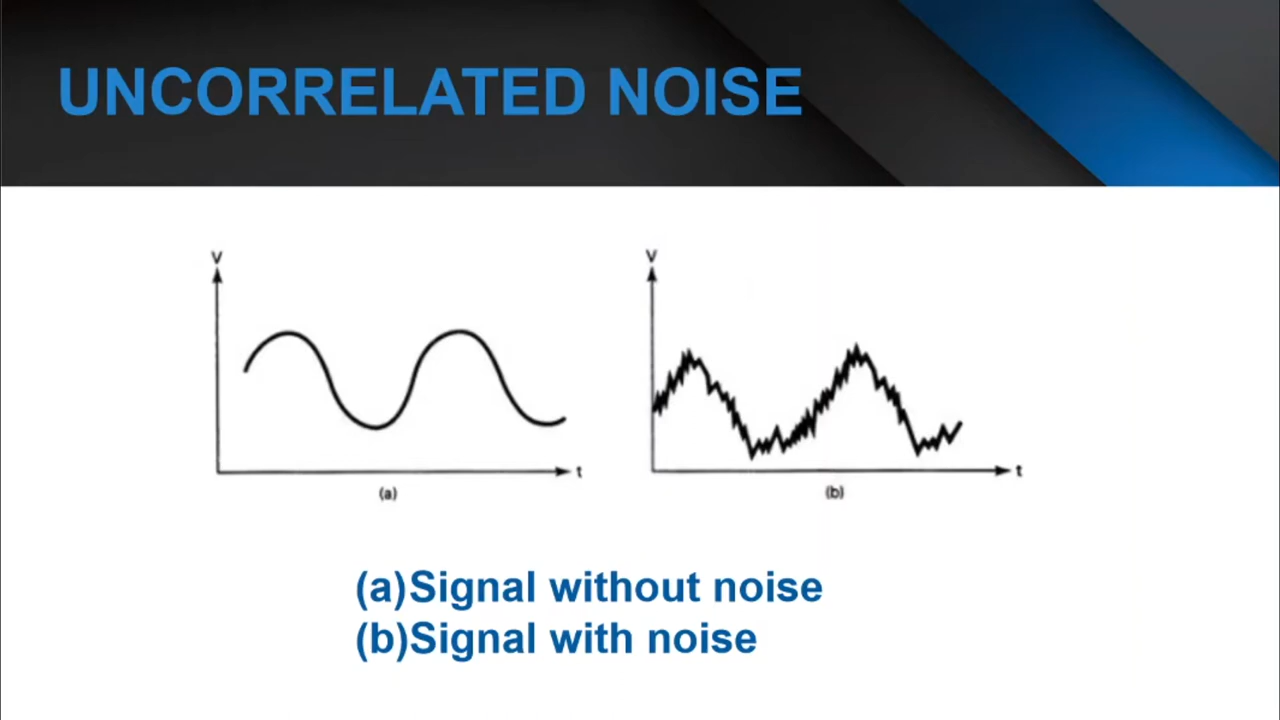 UNCORRELATED NOISE
V
t
(a)
V
t
(b)
(a)Signal without noise
(b)Signal with noise